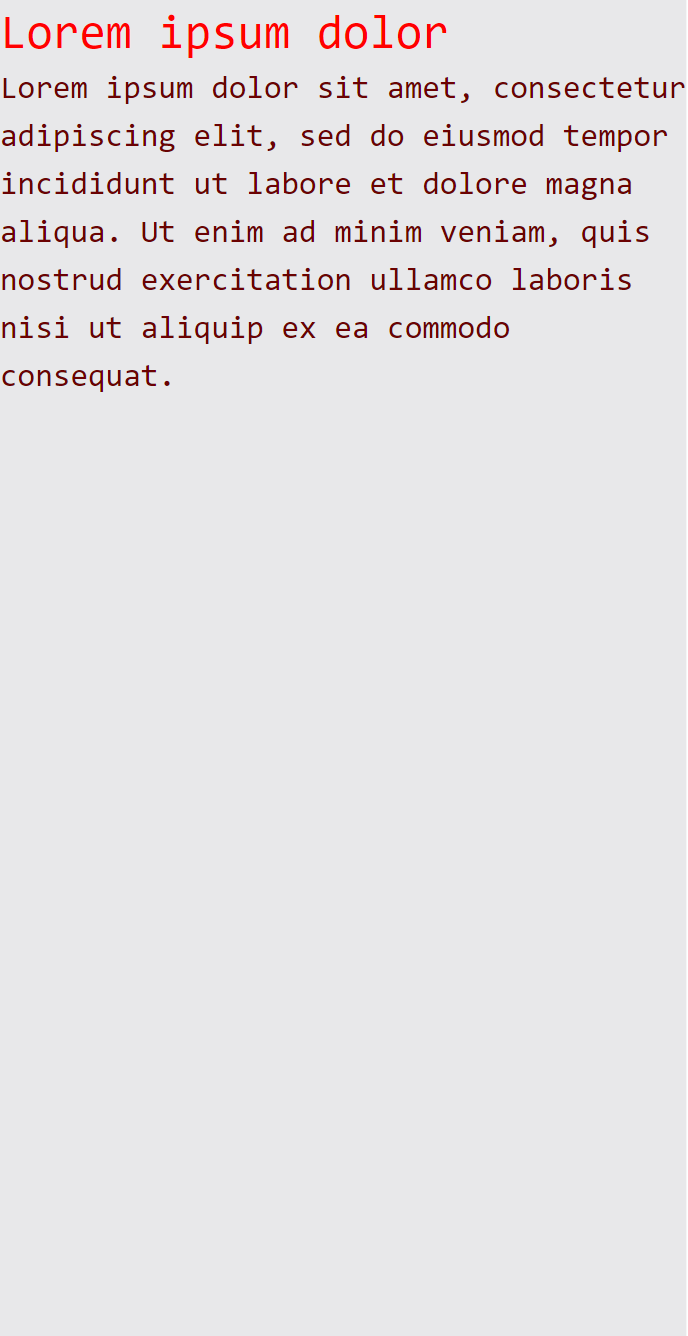 Lorem ipsum dolor
Lorem ipsum dolor sit amet, consectetur
adipiscing elit, sed do eiusmod tempor
incididunt ut labore et dolore magna
aliqua. Ut enim ad minim veniam, quis
nostrud exercitation ullamco laboris
nisi ut aliquip ex ea commodo
consequat.